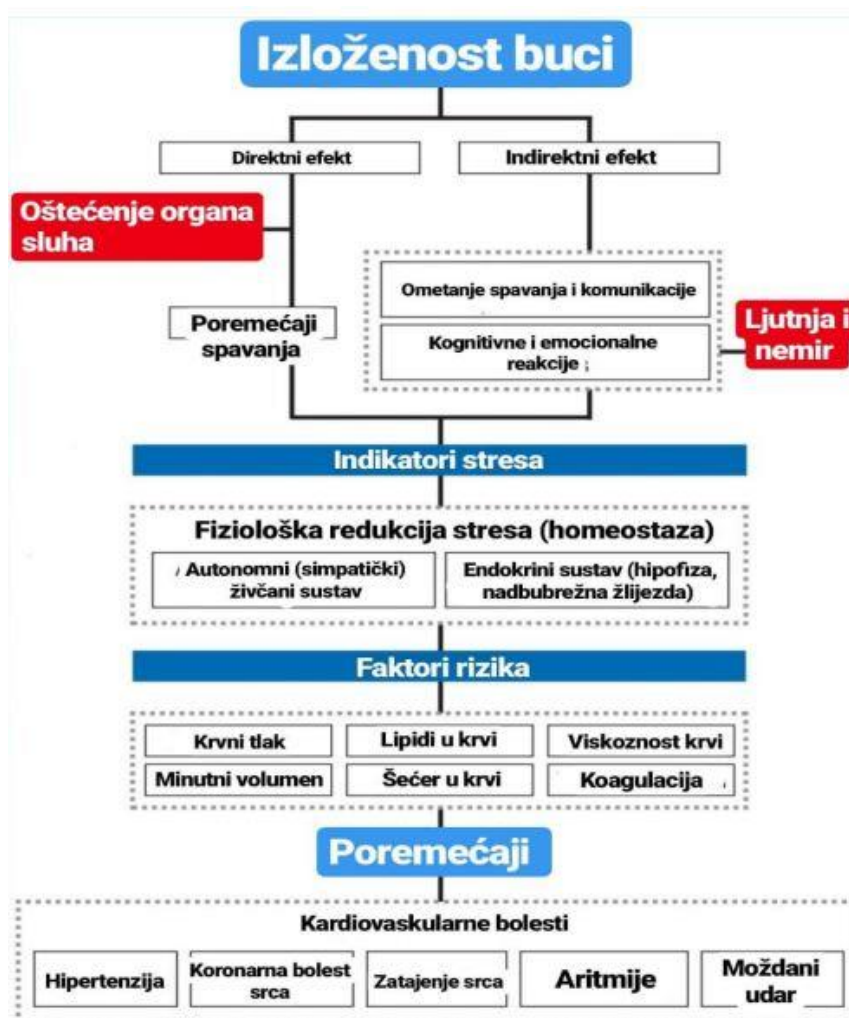 Izloženost buci
Direktni efekt
Indirektni efekt
Oštećenje organa
sluha
Ometanje spavanja i komunikacije
Poremećaji
spavanja
Kognitivne i emocionalne
reakcije ;
Ljutnja i
nemir
Indikatori stresa
Fiziološka redukcija stresa (homeostaza)
Autonomni (simpatički)
živčani sustav
Endokrini sustav (hipofiza,
nadbubrežna žlijezda)
Faktori rizika
Krvni tlak
Lipidi u krvi
Viskoznost krvi
Minutni volumen
Šećer u krvi
Koagulacija
Poremećaji
Kardiovaskularne bolesti
Hipertenzija
Koronarna bolest
srca
Zatajenje srca
Aritmije
Moždani
udar